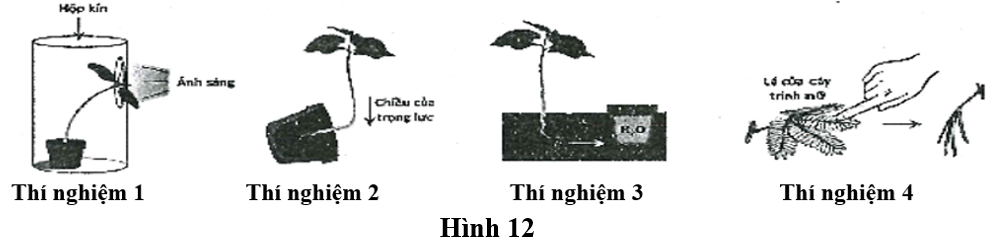 Hộp kín
Ánh sáng
Chiều của
trọng lực
H₂O
Lá của cây
trinh nữ
Thí nghiệm 1
Thí nghiệm 2
Thí nghiệm 3
Thí nghiệm 4
Hình 12